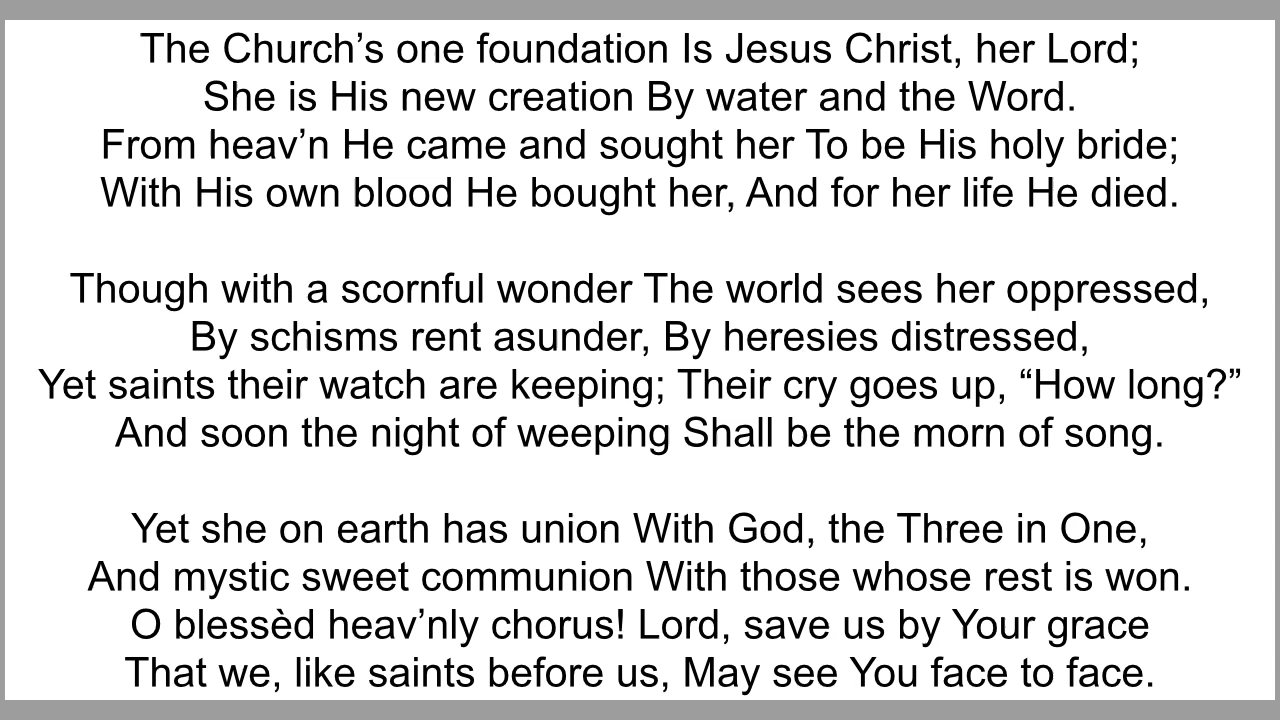 The Church’s one foundation Is Jesus Christ, her Lord;
She is His new creation By water and the Word.
From heav’n He came and sought her To be His holy bride;
With His own blood He bought her, And for her life He died.
Though with a scornful wonder The world sees her oppressed,
By schisms rent asunder, By heresies distressed,
Yet saints their watch are keeping; Their cry goes up, “How long?”
And soon the night of weeping Shall be the morn of song.
Yet she on earth has union With God, the Three in One,
And mystic sweet communion With those whose rest is won.
O blessèd heav’nly chorus! Lord, save us by Your grace
That we, like saints before us, May see You face to face.